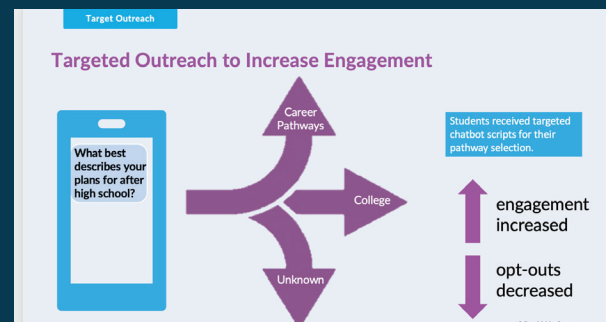 Target Outreach
Targeted Outreach to Increase Engagement
What best
describes your
plans for after
high school?
Career
Pathways
College
Unknown
Students received targeted
chatbot scripts for their
pathway selection.
engagement
increased
opt-outs
decreased